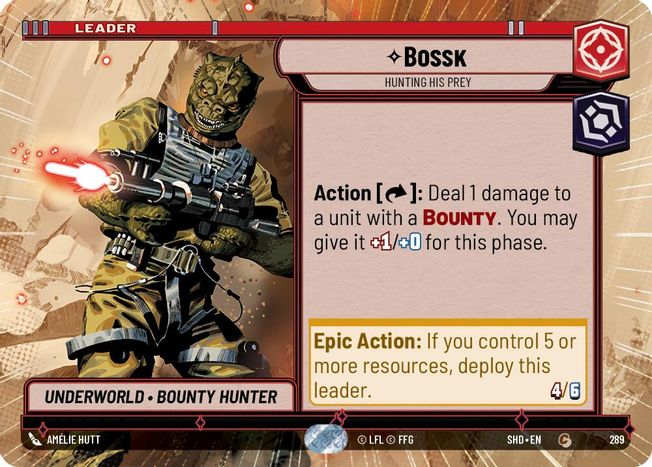 LEADER
BOSSK
HUNTING HIS PREY
Action [ ]: Deal 1 damage to
a unit with a BOUNTY. You may
give it +1/+0 for this phase.
Epic Action: If you control 5 or
more resources, deploy this
leader.
4/6
UNDERWORLD • BOUNTY HUNTER
AMÉLIE HUTT
© LFL © FFG
SHD • EN
C
289